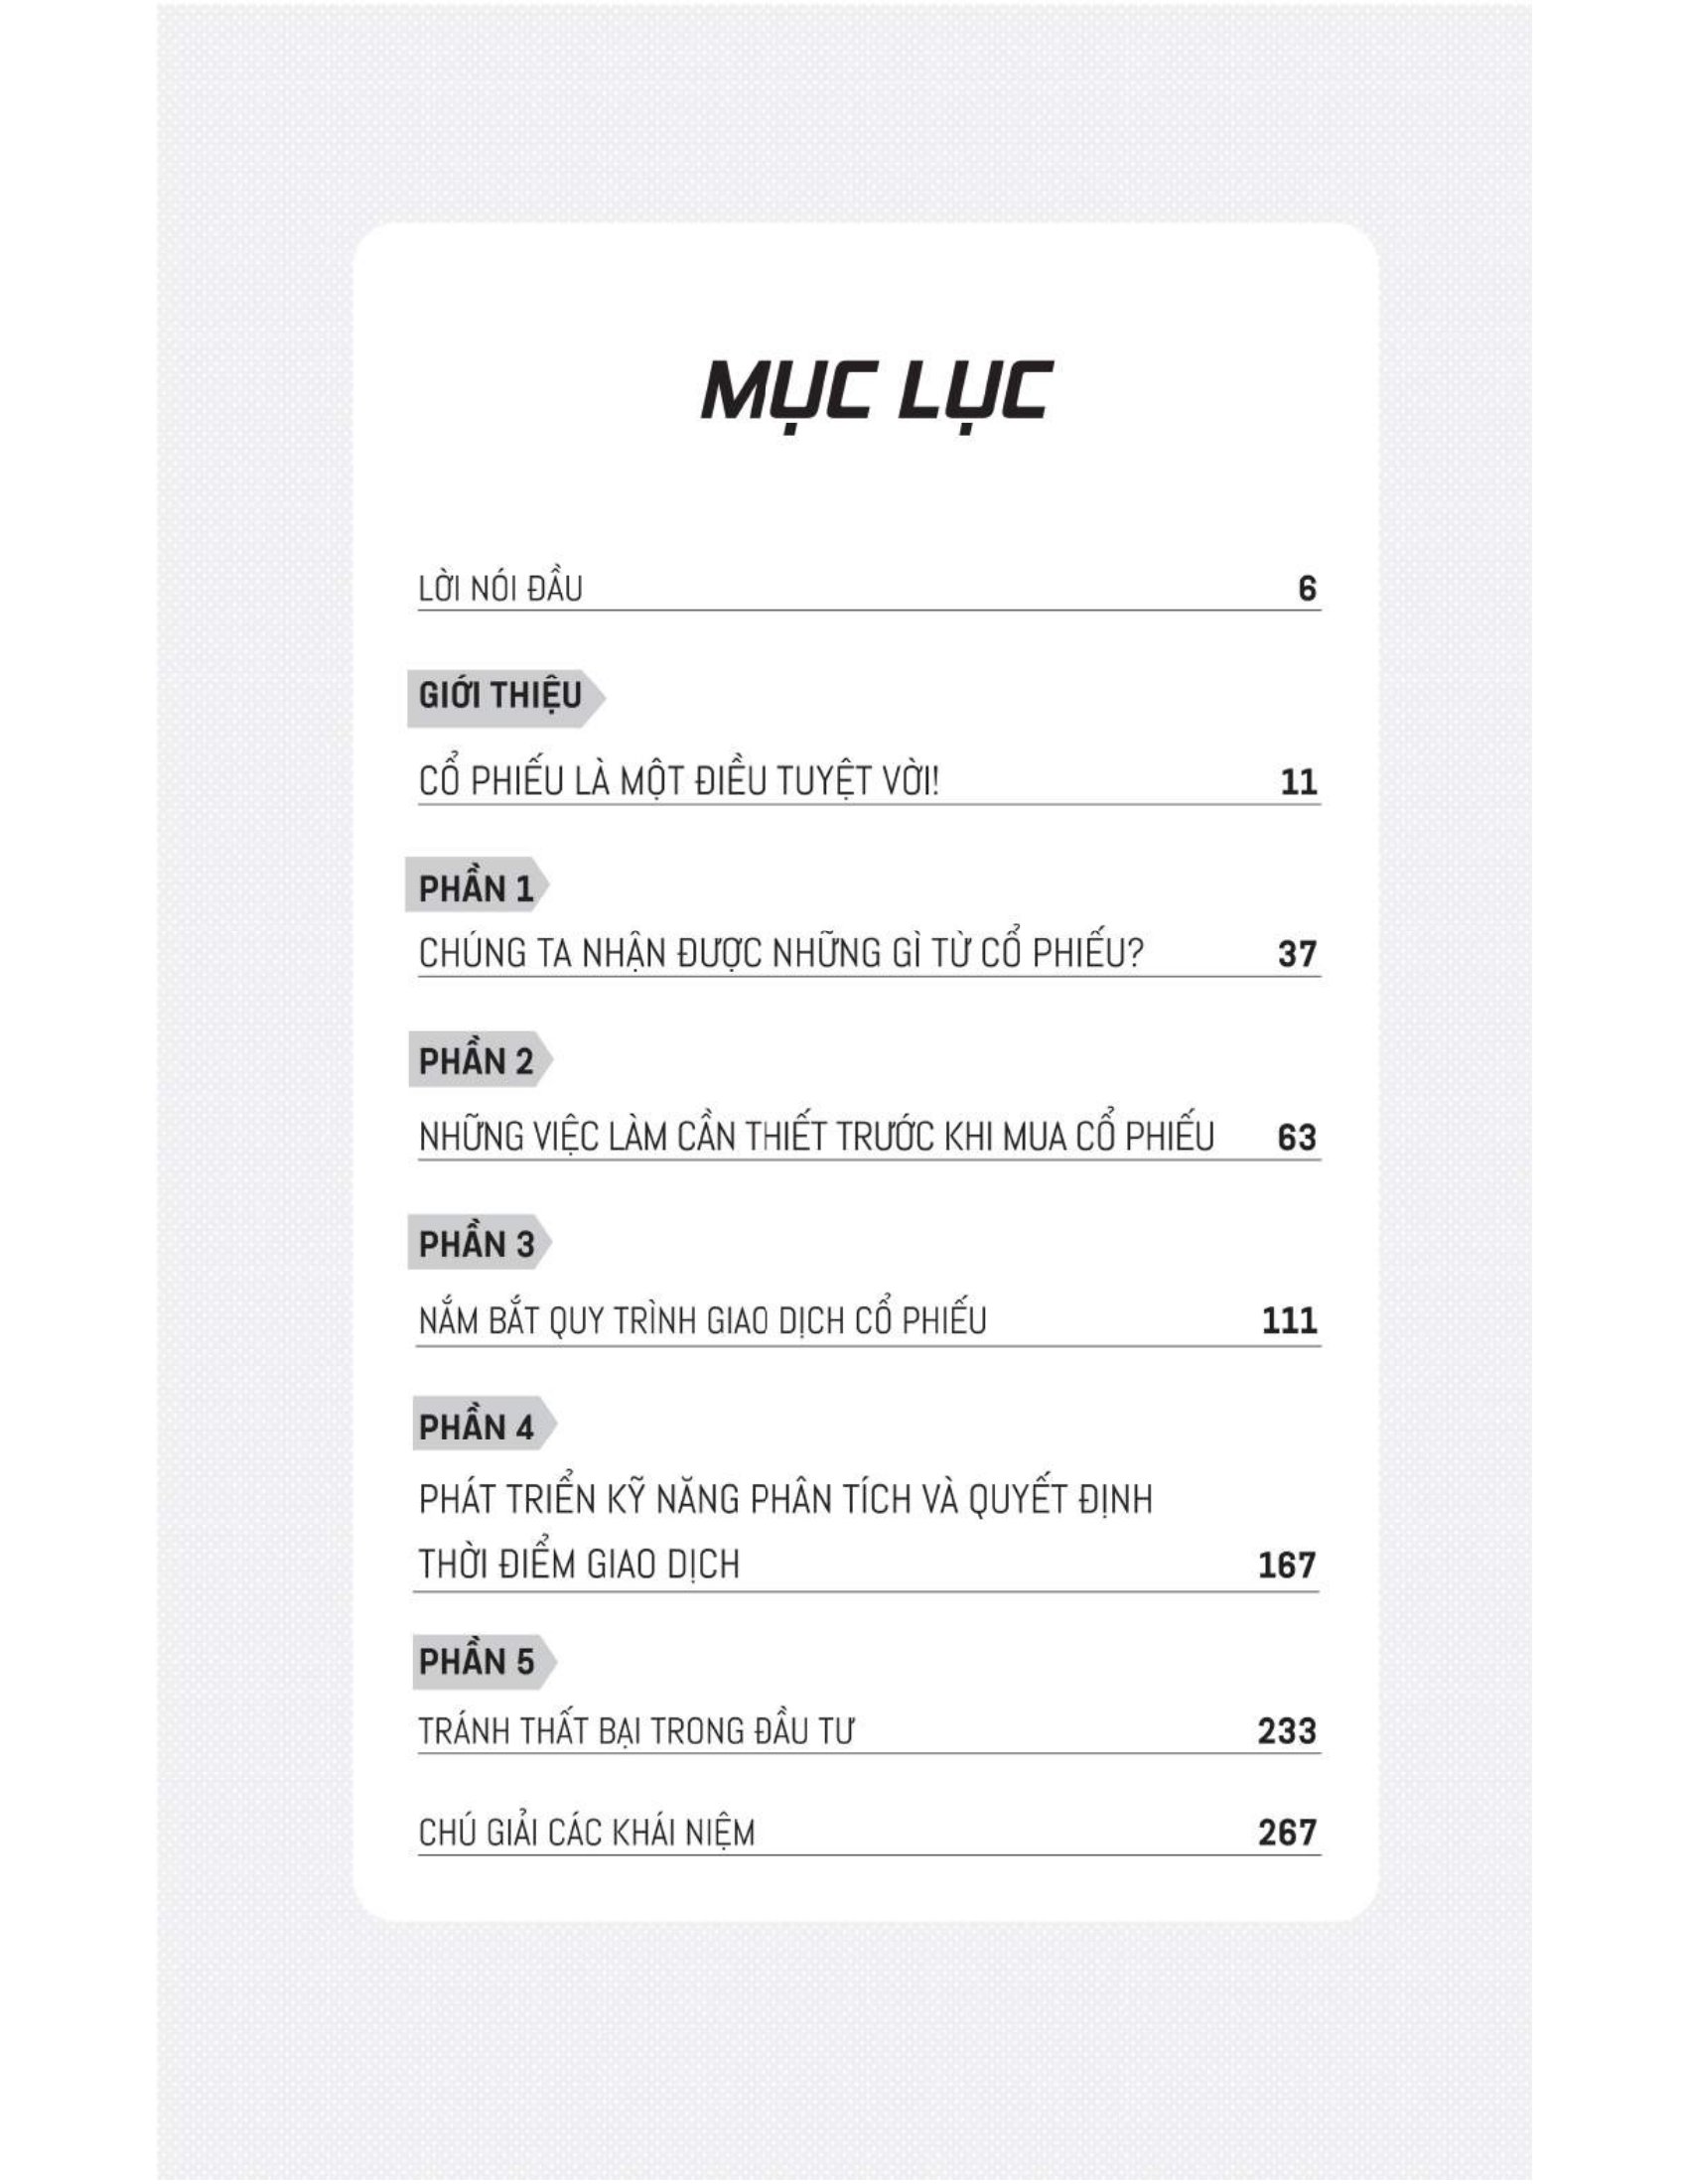 MỤC LỤC
LỜI NÓI ĐẦU 6
GIỚI THIỆU
CỔ PHIẾU LÀ MỘT ĐIỀU TUYỆT VỜI! 11
PHẦN 1
CHÚNG TA NHẬN ĐƯỢC NHỮNG GÌ TỪ CỔ PHIẾU? 37
PHẦN 2
NHỮNG VIỆC LÀM CẦN THIẾT TRƯỚC KHI MUA CỔ PHIẾU 63
PHẦN 3
NẮM BẮT QUY TRÌNH GIAO DỊCH CỔ PHIẾU 111
PHẦN 4
PHÁT TRIỂN KỸ NĂNG PHÂN TÍCH VÀ QUYẾT ĐỊNH
THỜI ĐIỂM GIAO DỊCH 167
PHẦN 5
TRÁNH THẤT BẠI TRONG ĐẦU TƯ 233
CHÚ GIẢI CÁC KHÁI NIỆM 267